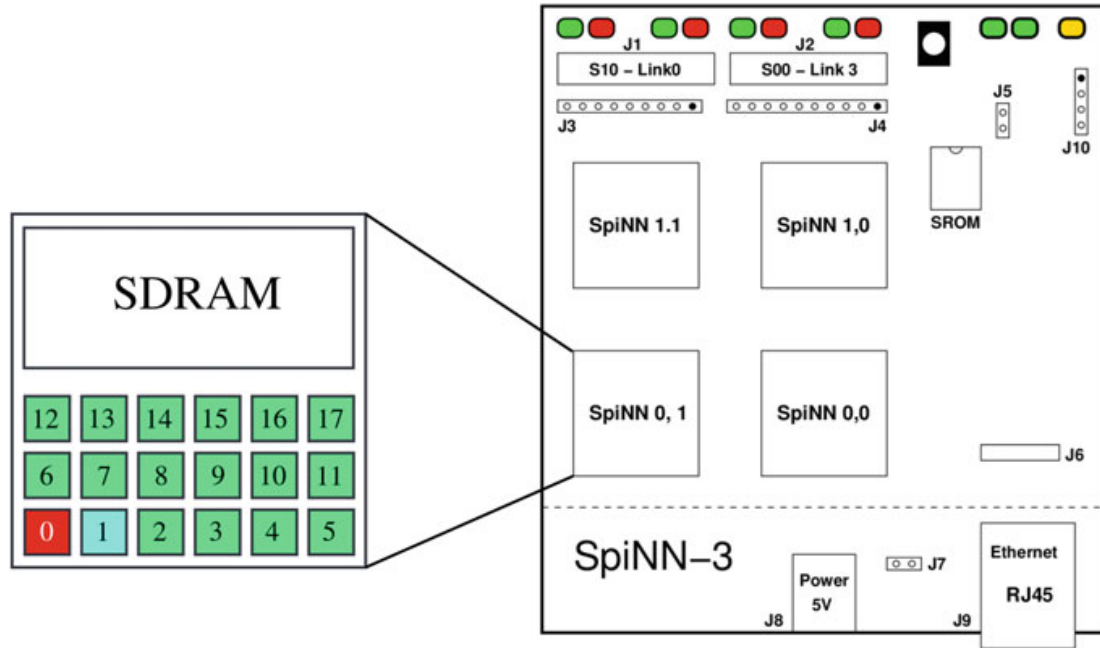 J1
J2
S10 – Link0
S00 – Link 3
J3
J4
J5
J10
SROM
SpiNN 1.1
SpiNN 1,0
SDRAM
12 13 14 15 16 17
6 7 8 9 10 11
0 1 2 3 4 5
SpiNN 0, 1
SpiNN 0,0
J6
SpiNN–3
J7
Power
5V
J8
Ethernet
RJ45
J9